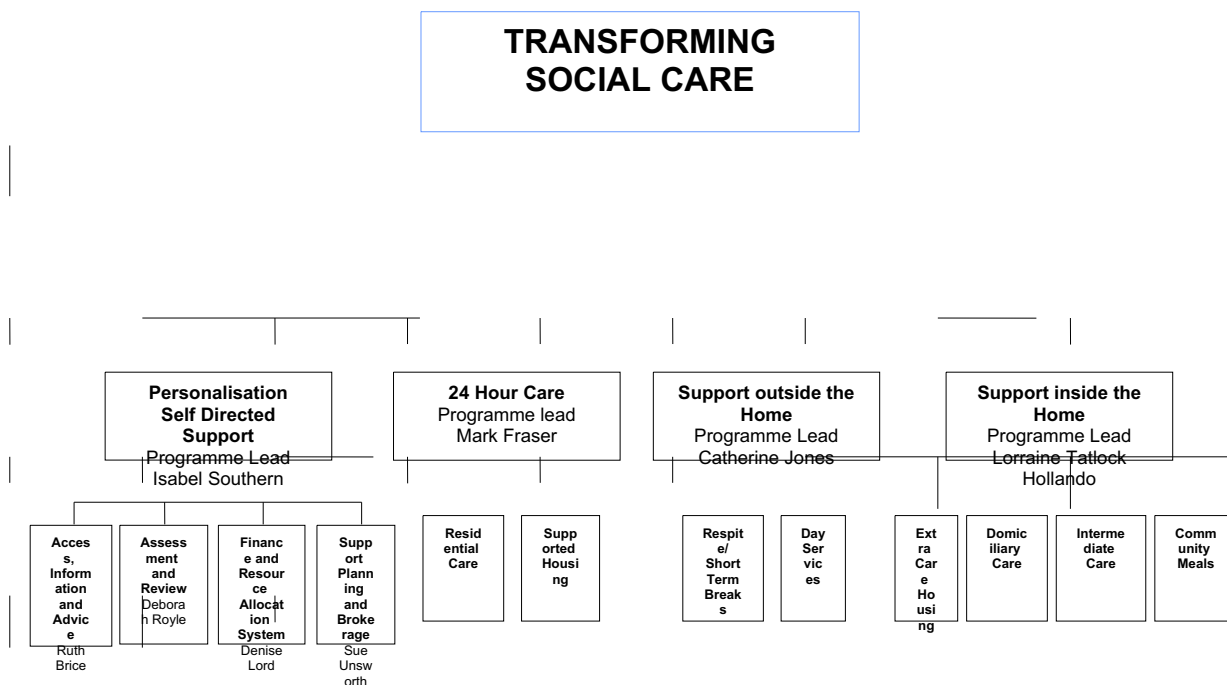 TRANSFORMING
SOCIAL CARE
Personalisation
Self Directed
Support
Programme Lead
Isabel Southern
24 Hour Care
Programme lead
Mark Fraser
Support outside the
Home
Programme Lead
Catherine Jones
Support inside the
Home
Programme Lead
Lorraine Tatlock
Hollando
Acces
s,
Inform
ation
and
Advic
e
Ruth
Brice
Assess
ment
and
Review
Debora
h Royle
Financ
e and
Resour
ce
Allocat
ion
System
Denise
Lord
Supp
ort
Plann
ing
and
Broke
rage
Sue
Unsw
orth
Resid
ential
Care
Supp
orted
Housi
ng
Respit
e/
Short
Term
Break
s
Day
Ser
vic
es
Ext
ra
Car
e
Ho
usi
ng
Domic
iliary
Care
Interme
diate
Care
Comm
unity
Meals